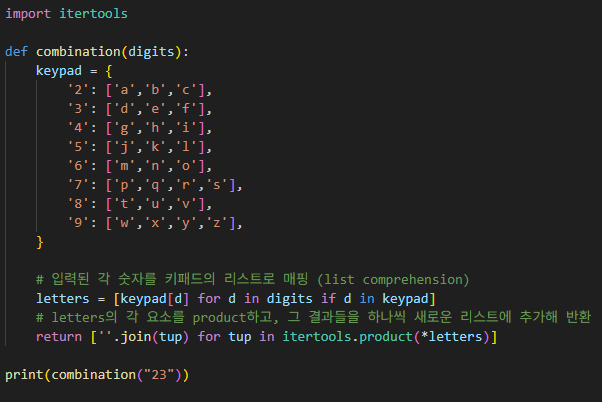 import itertools
def combination(digits):
keypad = {
'2': ['a','b','c'],
'3': ['d','e','f'],
'4': ['g','h','i'],
'5': ['j','k','l'],
'6': ['m','n','o'],
'7': ['p','q','r','s'],
'8': ['t','u','v'],
'9': ['w','x','y','z'],
}
# 입력된 각 숫자를 키패드의 리스트로 매핑 (list comprehension)
letters = [keypad[d] for d in digits if d in keypad]
# letters의 각 요소를 product하고, 그 결과들을 하나씩 새로운 리스트에 추가해 반환
return [''.join(tup) for tup in itertools.product(*letters)]
print(combination("23"))